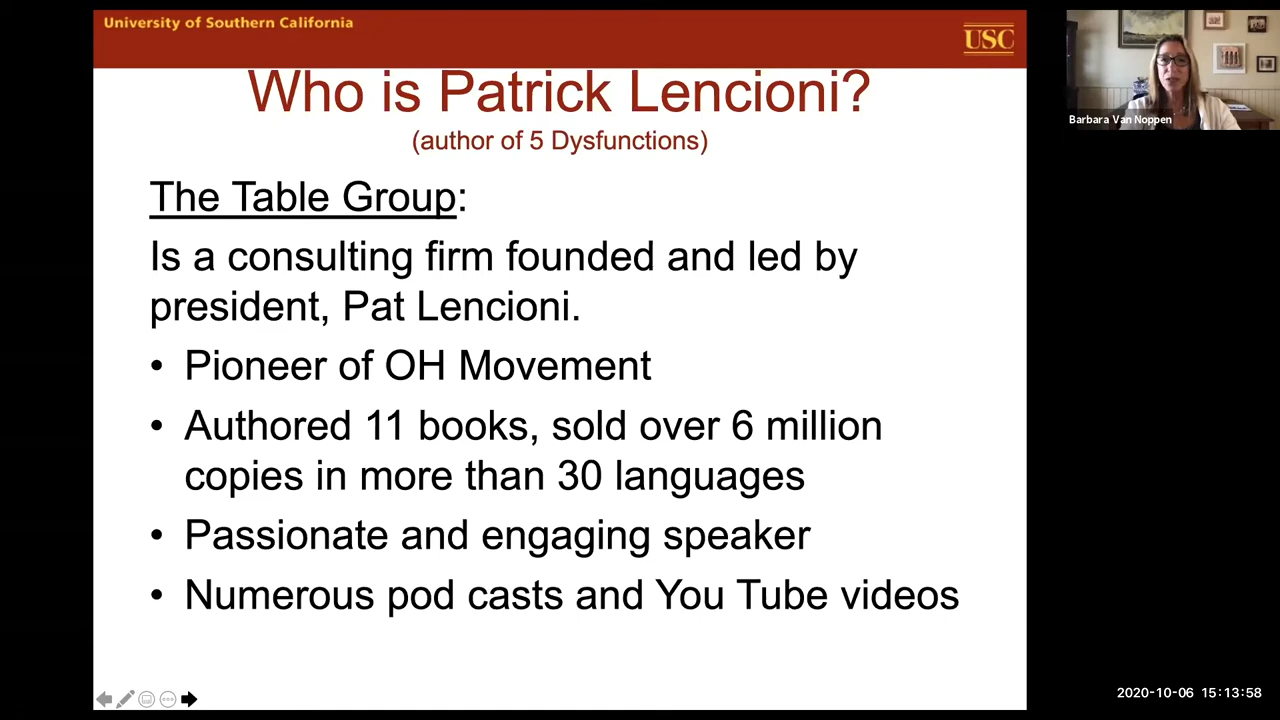 University of Southern California
USC
Who is Patrick Lencioni?
(author of 5 Dysfunctions)
The Table Group:
Is a consulting firm founded and led by
president, Pat Lencioni.
• Pioneer of OH Movement
• Authored 11 books, sold over 6 million
copies in more than 30 languages
• Passionate and engaging speaker
• Numerous pod casts and You Tube videos
Barbara Van Noppen
2020-10-06 15:13:58